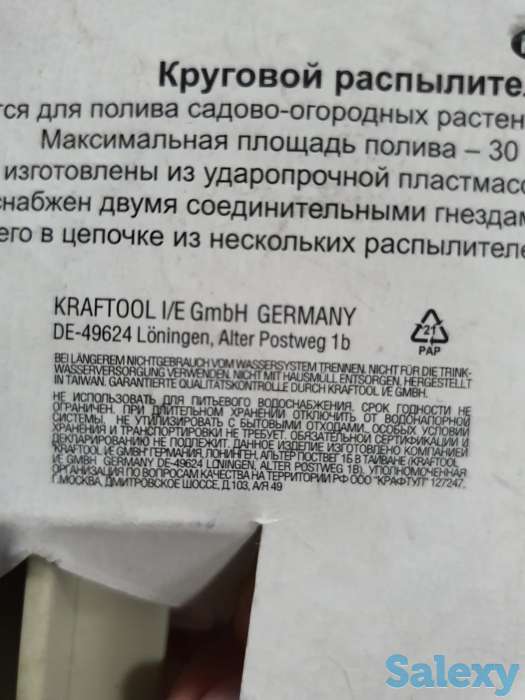 Круговой распылите
тся для полива садово-огородных растен
Максимальная площадь полива – 30
изготовлены из ударопрочной пластмасс
снабжен двумя соединительными гнездам
его в цепочке из нескольких распылителе
KRAFTOOL I/E GmbH GERMANY
DE-49624 Löningen, Alter Postweg 1b
21
PAP
BEI LÄNGEREM NICHTGEBRAUCH VOM WASSERSYSTEM TRENNEN. NICHT FÜR DIE TRINK-
WASSERVERSORGUNG VERWENDEN. NICHT MIT HAUSMÜLL ENTSORGEN. HERGESTELLT
IN TAIWAN. GARANTIERTE QUALITÄTSKONTROLLE DURCH KRAFTOOL I/E GMBH.
НЕ ИСПОЛЬЗОВАТЬ ДЛЯ ПИТЬЕВОГО ВОДОСНАБЖЕНИЯ. СРОК ГОДНОСТИ НЕ
ОГРАНИЧЕН. ПРИ ДЛИТЕЛЬНОМ ХРАНЕНИИ ОТКЛЮЧИТЬ ОТ ВОДОНАПОРНОЙ
СИСТЕМЫ. НЕ УТИЛИЗИРОВАТЬ С БЫТОВЫМИ ОТХОДАМИ. ОСОБЫХ УСЛОВИЙ
ХРАНЕНИЯ И ТРАНСПОРТИРОВКИ НЕ ТРЕБУЕТ. ОБЯЗАТЕЛЬНОЙ СЕРТИФИКАЦИИ И
ДЕКЛАРИРОВАНИЮ НЕ ПОДЛЕЖИТ. ДАННОЕ ИЗДЕЛИЕ ИЗГОТОВЛЕНО КОМПАНИЕЙ
"KRAFTOOL I/E GMBH" ГЕРМАНИЯ, ЛОНИНГЕН, АЛЬТЕР ПОСТВЕГ 1Б В ТАЙВАНЕ (KRAFTOOL
I/E GMBH GERMANY DE-49624 LÖNINGEN, ALTER POSTWEG 1B). УПОЛНОМОЧЕННОЕ
ОРГАНИЗАЦИЯ ПО ВОПРОСАМ КАЧЕСТВА НА ТЕРРИТОРИИ РФ ООО "КРАФТУЛ" 127247,
Г.МОСКВА, ДМИТРОВСКОЕ ШОССЕ, Д.103, А/Я 49
Salexy